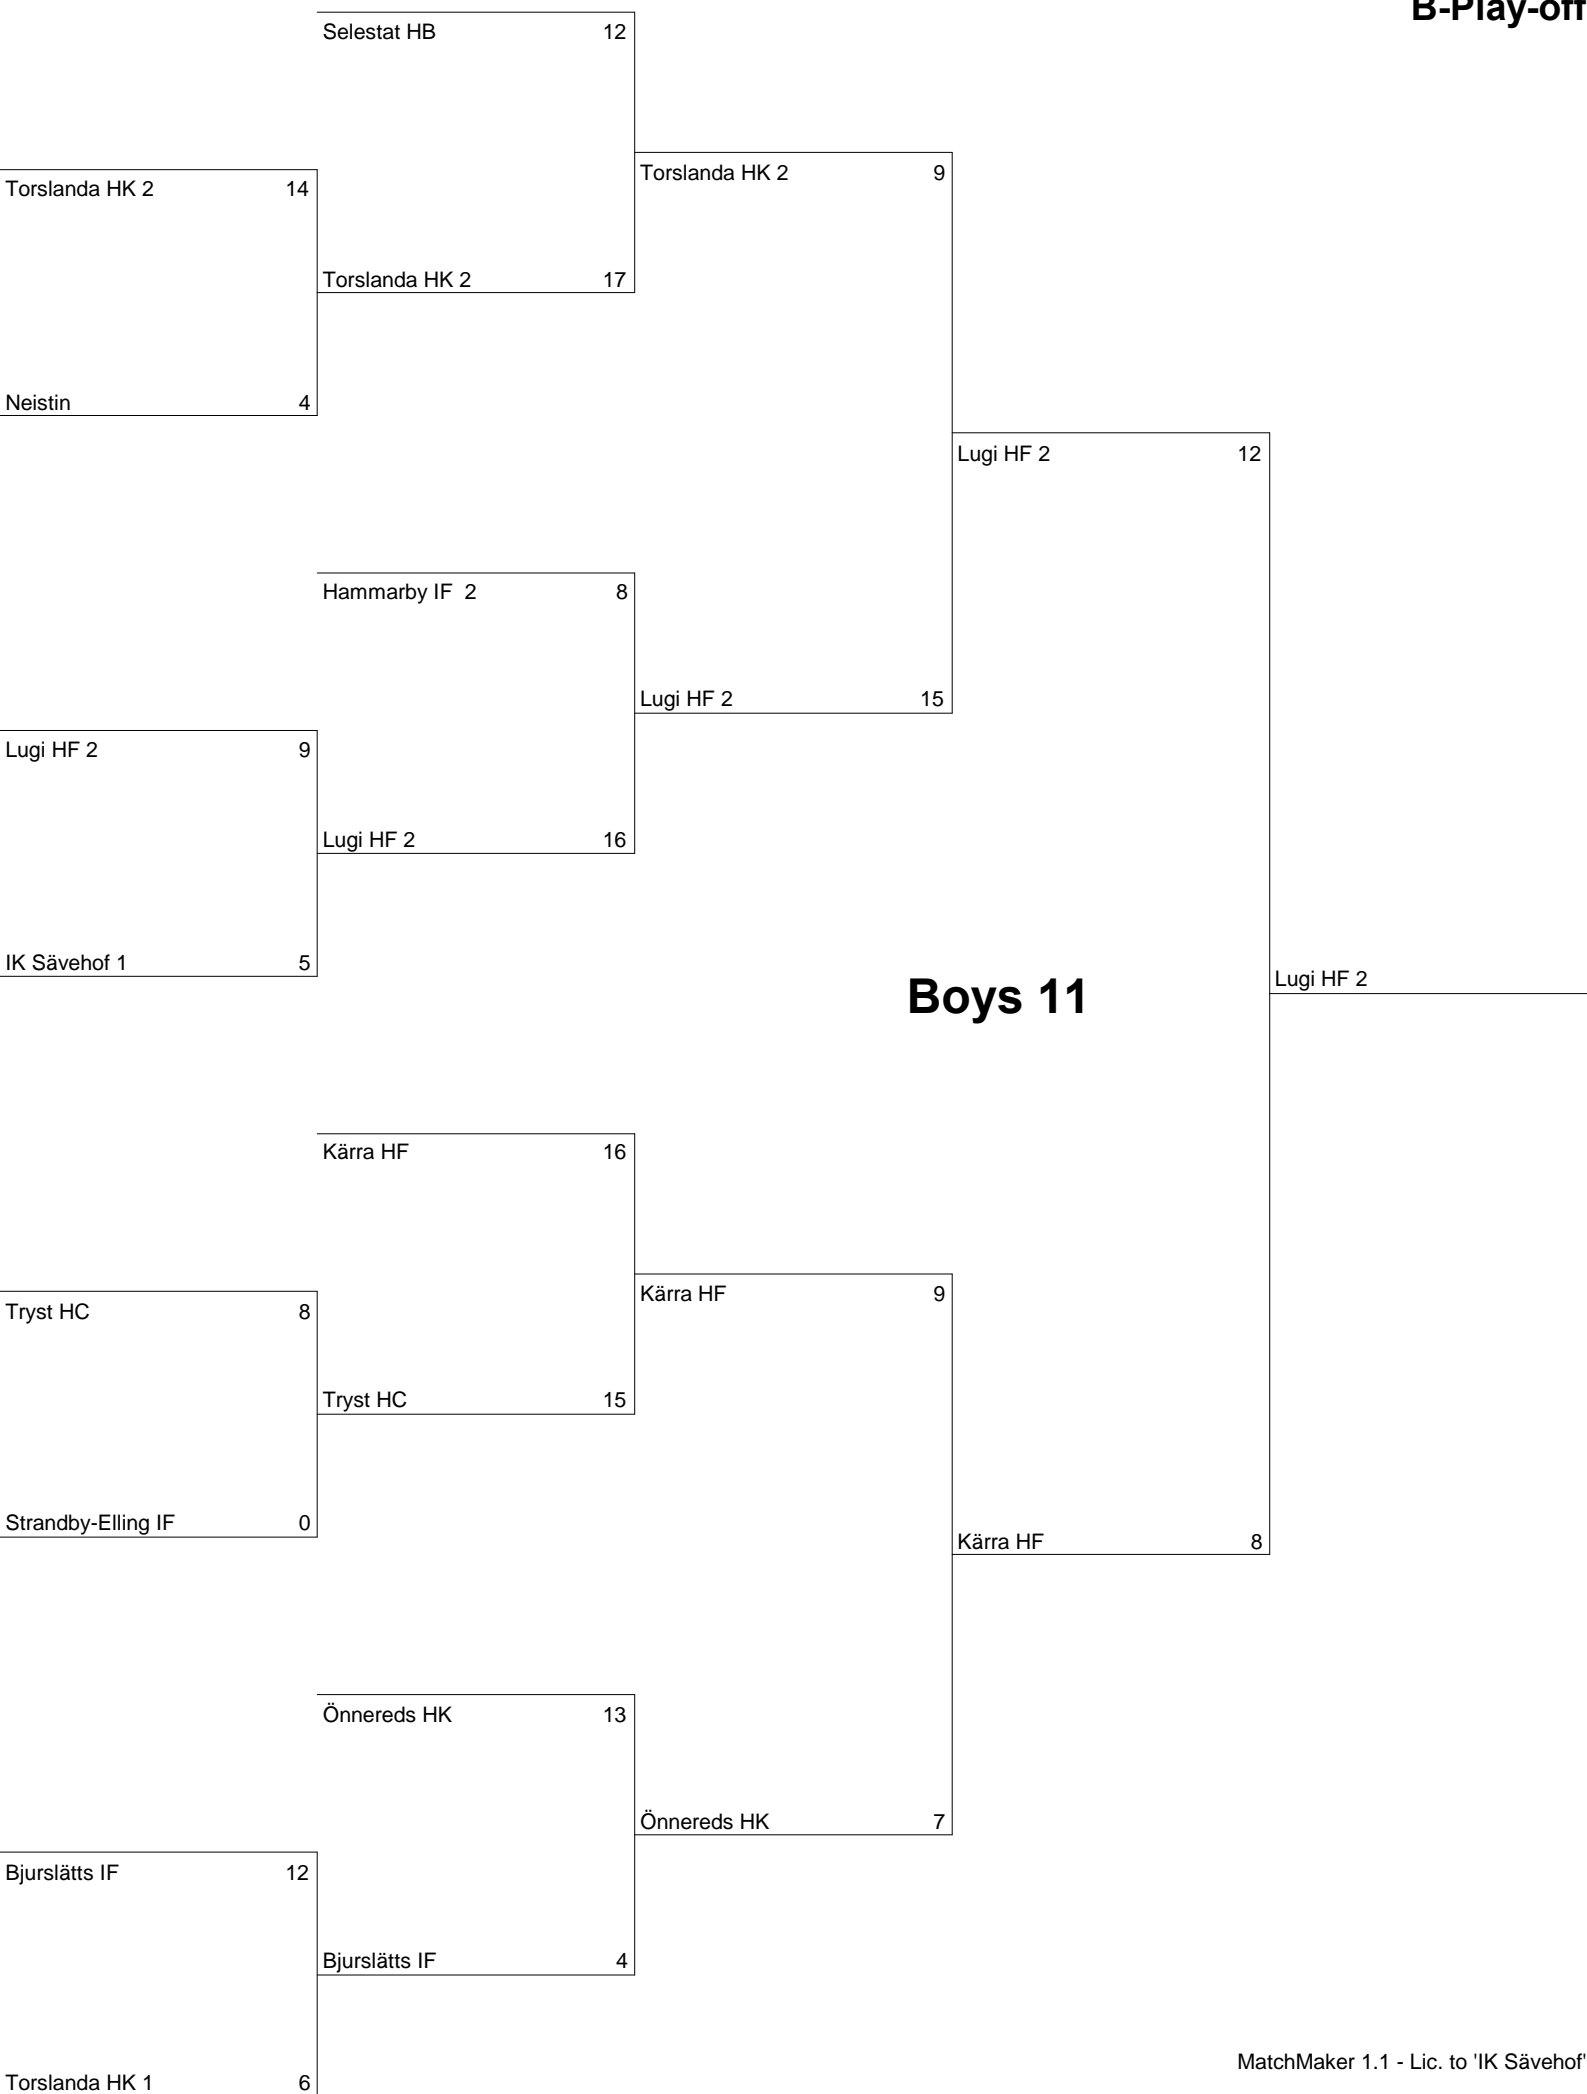 B-Play-off
Selestat HB 12
Torslanda HK 2 9
Torslanda HK 2 14
Torslanda HK 2 17
Neistin 4
Lugi HF 2 12
Hammarby IF 2 8
Lugi HF 2 15
Lugi HF 2 9
Lugi HF 2 16
IK Sävehof 1 5
Lugi HF 2
Boys 11
Kärra HF 16
Kärra HF 9
Tryst HC 8
Tryst HC 15
Strandby-Elling IF 0
Kärra HF 8
Önnereds HK 13
Önnereds HK 7
Bjurslätts IF 12
Bjurslätts IF 4
MatchMaker 1.1 - Lic. to 'IK Sävehof'
Torslanda HK 1 6